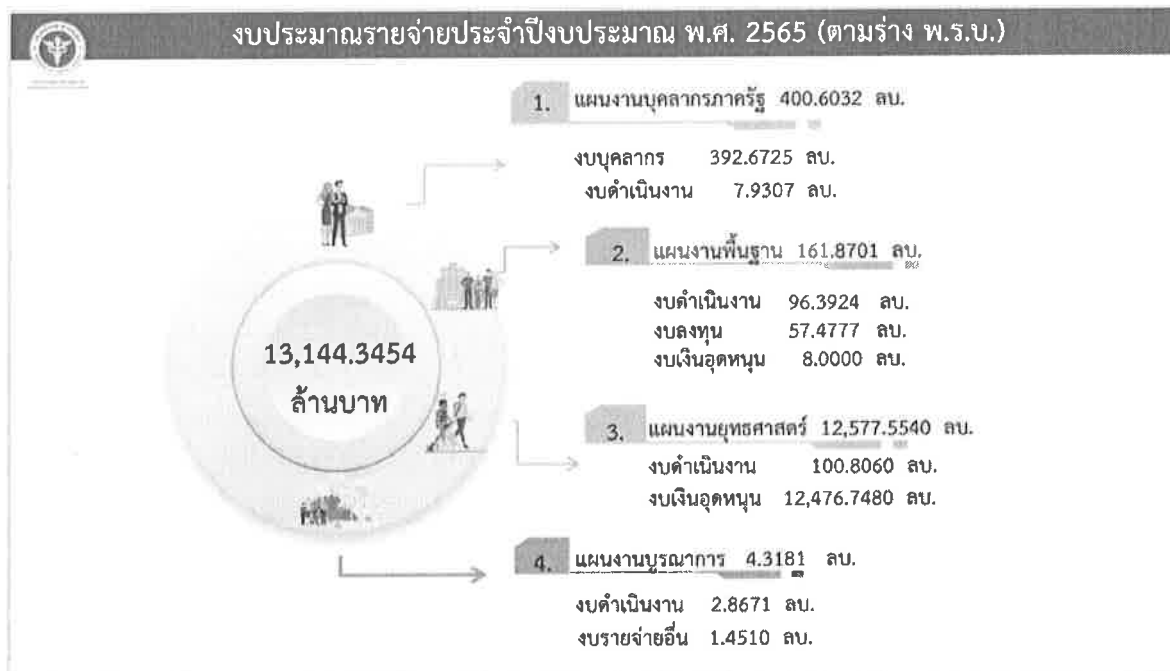 งบประมาณรายจ่ายประจำปีงบประมาณ พ.ศ. 2565 (ตามร่าง พ.ร.บ.)
1. แผนงานบุคลากรภาครัฐ 400.6032 ลบ.
งบบุคลากร 392.6725 ลบ.
งบดำเนินงาน 7.9307 ลบ.
2. แผนงานพื้นฐาน 161.8701 ลบ.
งบดำเนินงาน 96.3924 ลบ.
งบลงทุน 57.4777 ลบ.
งบเงินอุดหนุน 8.0000 ลบ.
13,144.3454
ล้านบาท
3. แผนงานยุทธศาสตร์ 12,577.5540 ลบ.
งบดำเนินงาน 100.8060 ลบ.
งบเงินอุดหนุน 12,476.7480 ลบ.
4. แผนงานบูรณาการ 4.3181 ลบ.
งบดำเนินงาน 2.8671 ลบ.
งบรายจ่ายอื่น 1.4510 ลบ.